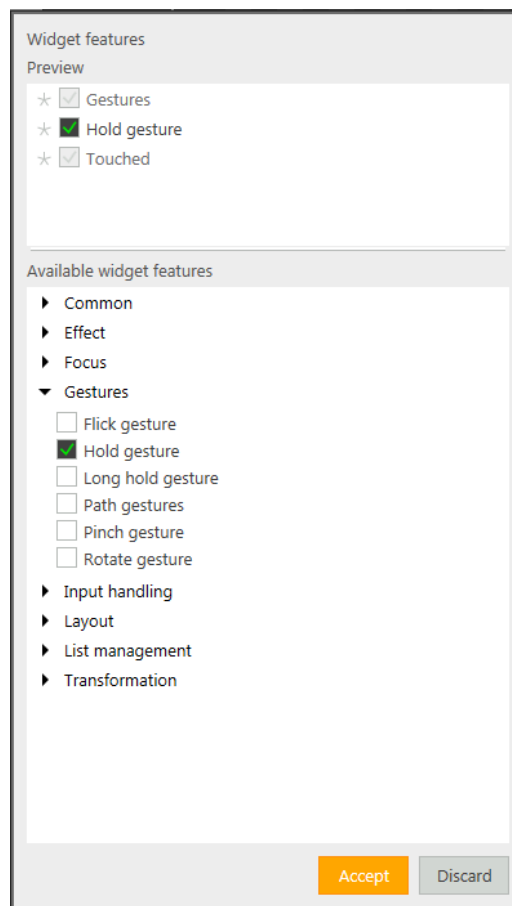 Widget features
Preview
Gestures
Hold gesture
Touched
Available widget features
Common
Effect
Focus
Gestures
Flick gesture
Hold gesture
Long hold gesture
Path gestures
Pinch gesture
Rotate gesture
Input handling
Layout
List management
Transformation
Accept Discard